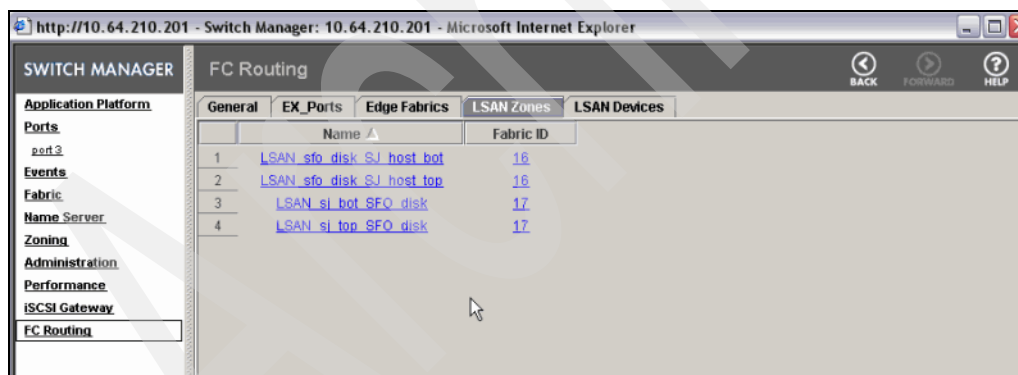 http://10.64.210.201 - Switch Manager: 10.64.210.201 - Microsoft Internet Explorer
SWITCH MANAGER
FC Routing
BACK
FORWARD
HELP
Application Platform
Ports
port 3
Events
Fabric
Name Server
Zoning
Administration
Performance
iSCSI Gateway
FC Routing
General EX_Ports Edge Fabrics LSAN Zones LSAN Devices
Name Fabric ID
1 LSAN_sfo_disk_SJ_host_bot 16
2 LSAN_sfo_disk_SJ_host_top 16
3 LSAN_sj_bot_SFO_disk 17
4 LSAN_sj_top_SFO_disk 17